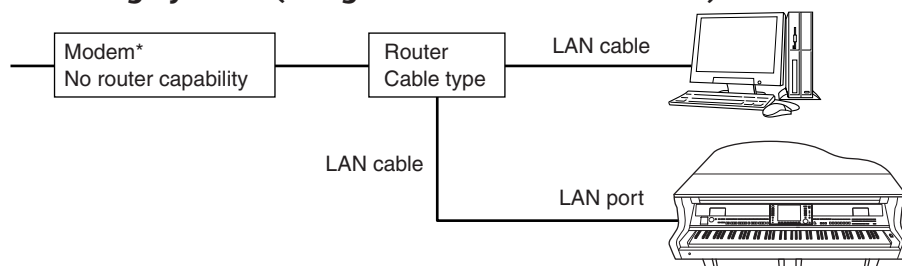 Modem*
No router capability
Router
Cable type
LAN cable
LAN cable
LAN port